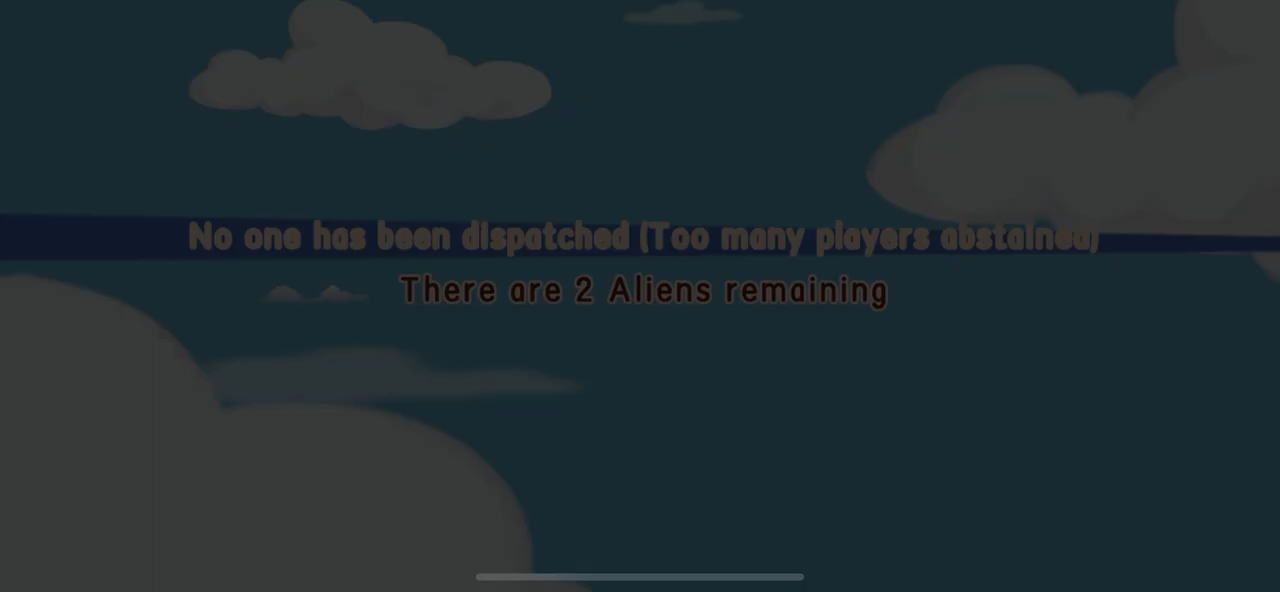 No one has been dispatched (Too many players abstained)
There are 2 Aliens remaining